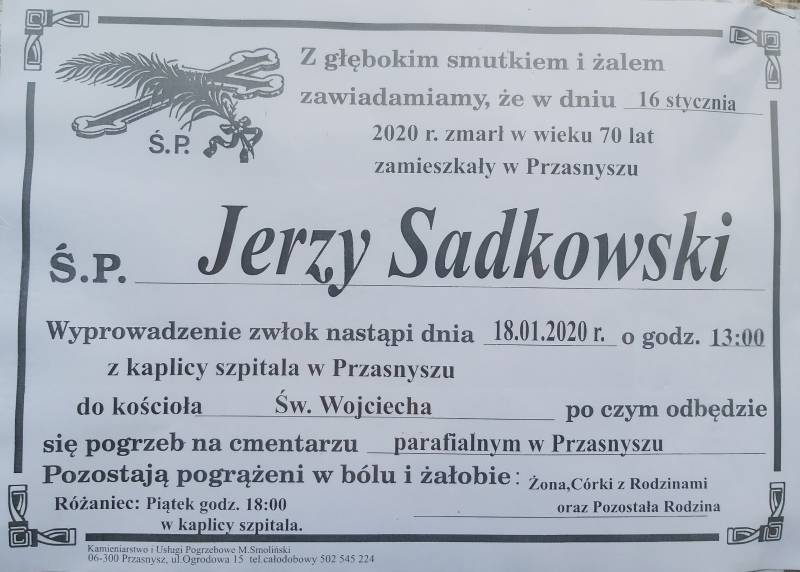 Z głębokim smutkiem i żalem
zawiadamiamy, że w dniu 16 stycznia
2020 r. zmarł w wieku 70 lat
zamieszkały w Przasnyszu
Ś.P.
Ś.P. Jerzy Sadkowski
Wyprowadzenie zwłok nastąpi dnia 18.01.2020 r. o godz. 13:00
z kaplicy szpitala w Przasnyszu
do kościoła Św. Wojciecha po czym odbędzie
się pogrzeb na cmentarzu parafialnym w Przasnyszu
Pozostają pogrążeni w bólu i żałobie: Żona,Córki z Rodzinami
oraz Pozostała Rodzina
Różaniec: Piątek godz. 18:00
w kaplicy szpitala.
Kamieniarstwo i Usługi Pogrzebowe M.Smoliński
06-300 Przasnysz, ul.Ogrodowa 15 tel.całodobowy 502 545 224